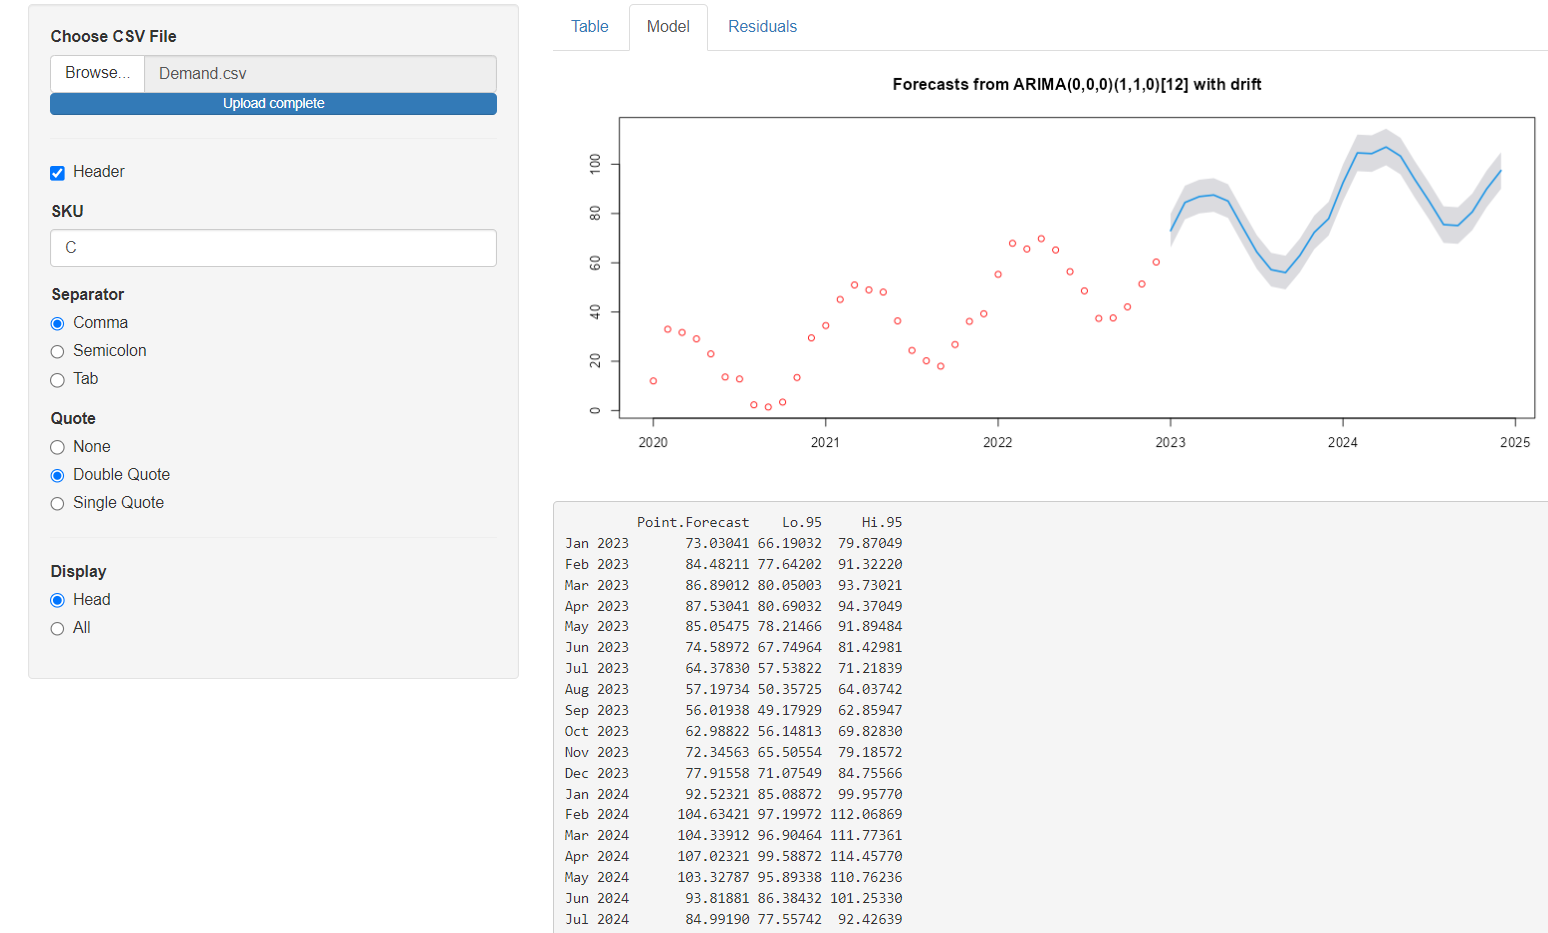 Choose CSV File
Browse... Demand.csv
Upload complete
Header
SKU
C
Separator
Comma
Semicolon
Tab
Quote
None
Double Quote
Single Quote
Display
Head
All
Table Model Residuals
Forecasts from ARIMA(0,0,0)(1,1,0)[12] with drift
100
80
60
40
20
0
2020 2021 2022 2023 2024 2025
Point.Forecast Lo.95 Hi.95
Jan 2023 73.03041 66.19032 79.87049
Feb 2023 84.48211 77.64202 91.32220
Mar 2023 86.89012 80.05003 93.73021
Apr 2023 87.53041 80.69032 94.37049
May 2023 85.05475 78.21466 91.89484
Jun 2023 74.58972 67.74964 81.42981
Jul 2023 64.37830 57.53822 71.21839
Aug 2023 57.19734 50.35725 64.03742
Sep 2023 56.01938 49.17929 62.85947
Oct 2023 62.98822 56.14813 69.82830
Nov 2023 72.34563 65.50554 79.18572
Dec 2023 77.91558 71.07549 84.75566
Jan 2024 92.52321 85.08872 99.95770
Feb 2024 104.63421 97.19972 112.06869
Mar 2024 104.33912 96.90464 111.77361
Apr 2024 107.02321 99.58872 114.45770
May 2024 103.32787 95.89338 110.76236
Jun 2024 93.81881 86.38432 101.25330
Jul 2024 84.99190 77.55742 92.42639